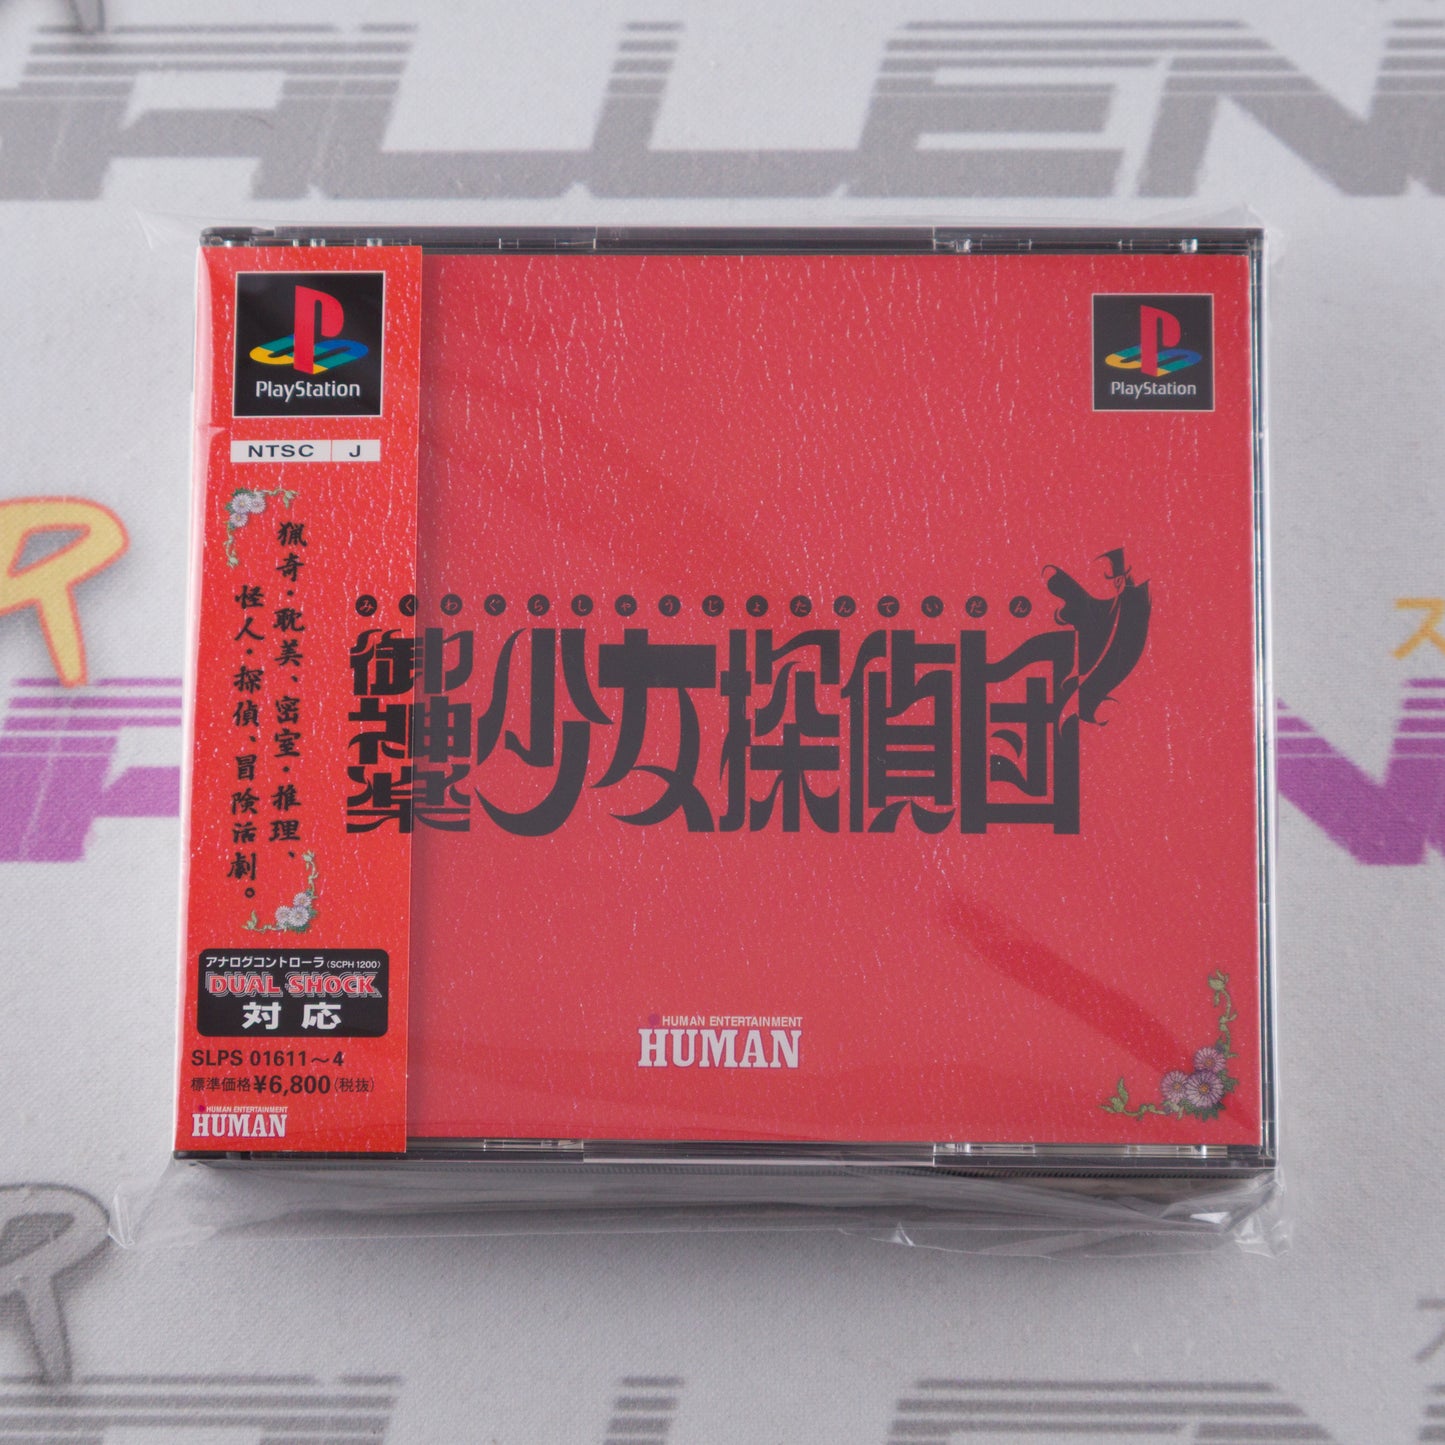 PlayStation
NTSC J
猟奇・耽美、密室・推理、
怪人・探偵、冒険活劇。
アナログコントローラ(SCPH 1200)
DUAL SHOCK
対応
SLPS 01611～4
標準価格¥6,800(税抜)
HUMAN ENTERTAINMENT
HUMAN
PlayStation
みくわぐらしゃうじょたんていだん
御神楽少女探偵団
HUMAN ENTERTAINMENT
HUMAN